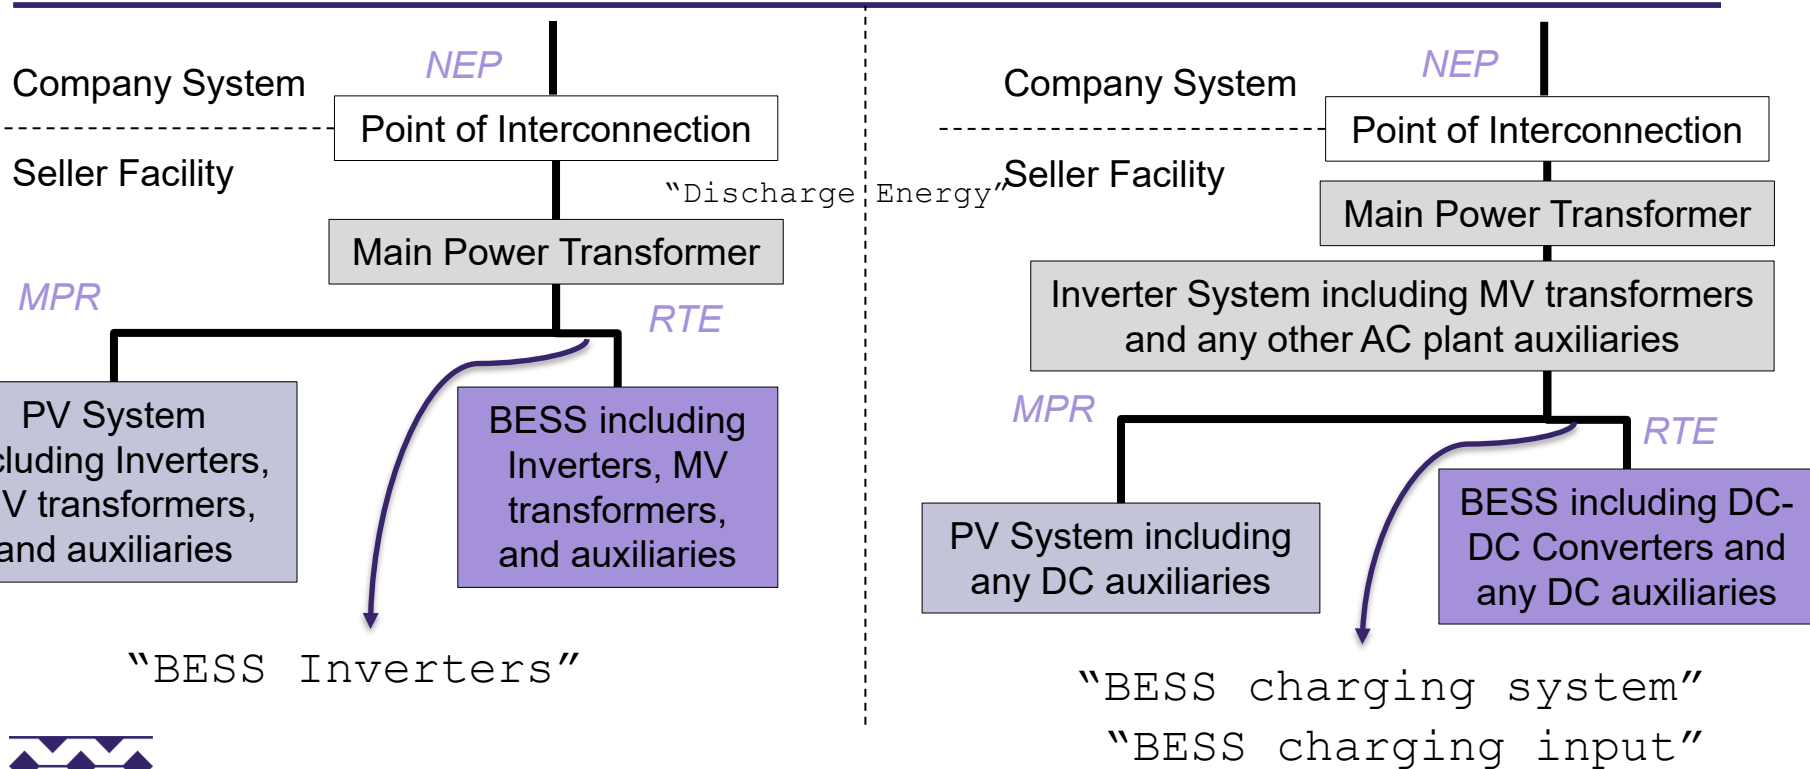 NEP
Company System
Point of Interconnection
Seller Facility
"Discharge Energy"
Main Power Transformer
MPR
RTE
PV System
cluding Inverters,
V transformers,
and auxiliaries
BESS including
Inverters, MV
transformers,
and auxiliaries
"BESS Inverters"
NEP
Company System
Point of Interconnection
Seller Facility
Main Power Transformer
Inverter System including MV transformers
and any other AC plant auxiliaries
MPR
RTE
PV System including
any DC auxiliaries
BESS including DC-
DC Converters and
any DC auxiliaries
"BESS charging system"
"BESS charging input"